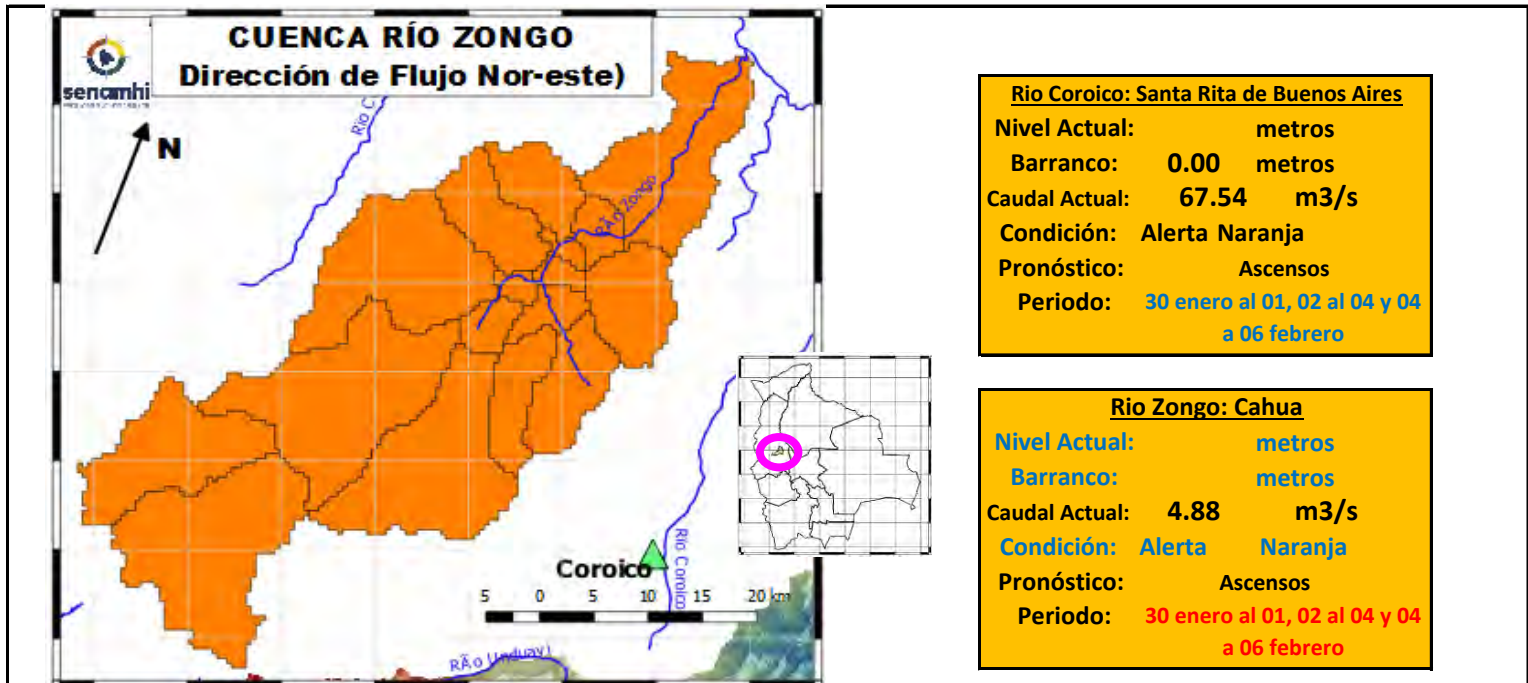 CUENCA RÍO ZONGO
Dirección de Flujo Nor-este)
senamhi
N
Río C
RÃo Zongo
Coroico
Río Coroico
5 0 5 10 15 20 km
RÃo Unduavi
Rio Coroico: Santa Rita de Buenos Aires
Nivel Actual: metros
Barranco: 0.00 metros
Caudal Actual: 67.54 m3/s
Condición: Alerta Naranja
Pronóstico: Ascensos
Periodo: 30 enero al 01, 02 al 04 y 04
a 06 febrero
Rio Zongo: Cahua
Nivel Actual: metros
Barranco: metros
Caudal Actual: 4.88 m3/s
Condición: Alerta Naranja
Pronóstico: Ascensos
Periodo: 30 enero al 01, 02 al 04 y 04
a 06 febrero